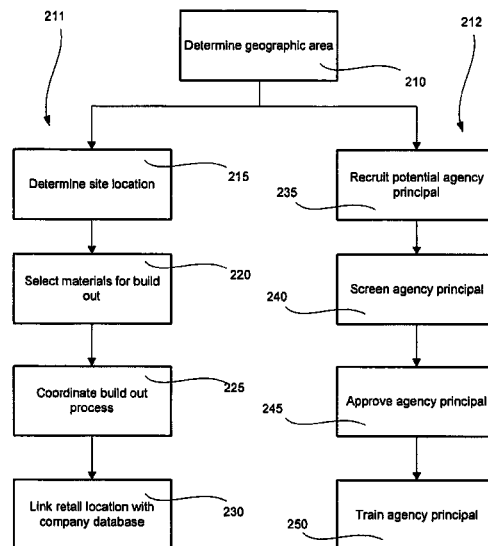 211
212
Determine geographic area
210
Determine site location
215
Recruit potential agency
principal
235
Select materials for build
out
220
Screen agency principal
240
Coordinate build out
process
225
Approve agency principal
245
Link retail location with
company database
230
Train agency principal
250